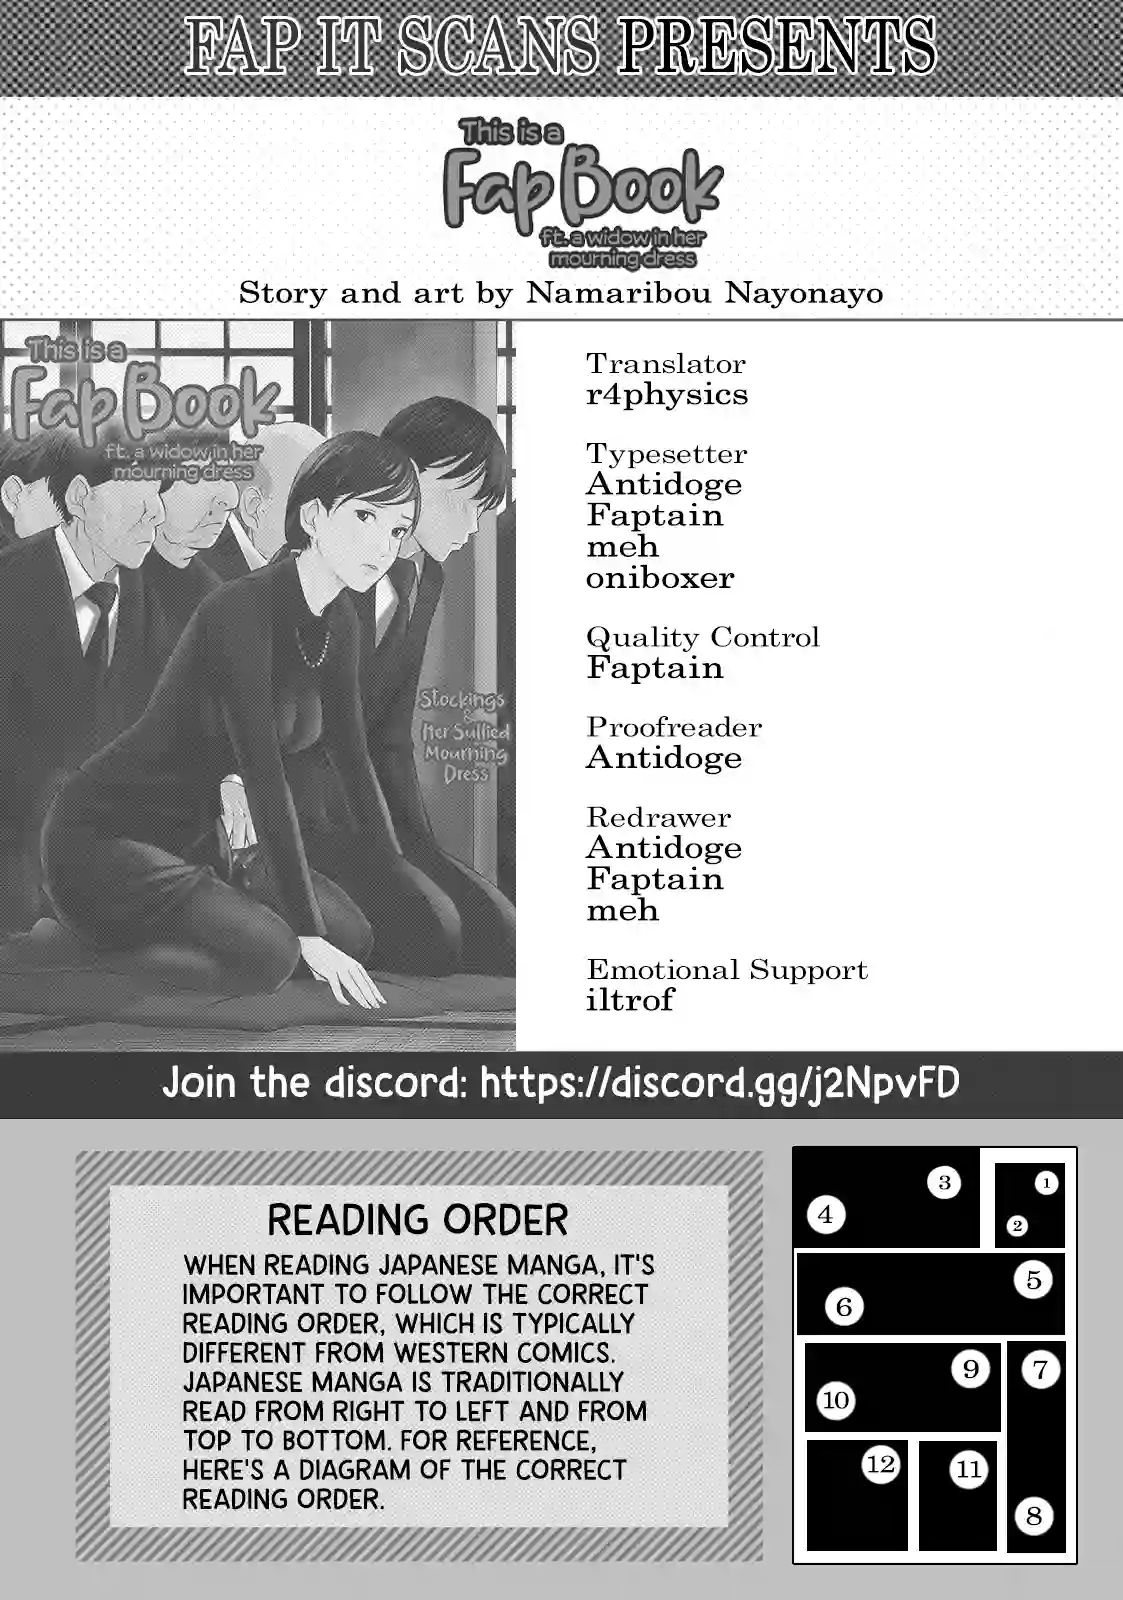 FAP IT SCANS PRESENTS
This is a
Fap Book
ft. a widow in her
mourning dress
Story and art by Namaribou Nayonayo
This is a
Fap Book
ft. a widow in her
mourning dress
Stockings
&
Her Sullied
Mourning
Dress
Translator
r4physics
Typesetter
Antidoge
Faptain
meh
oniboxer
Quality Control
Faptain
Proofreader
Antidoge
Redrawer
Antidoge
Faptain
meh
Emotional Support
iltrof
Join the discord: https://discord.gg/j2NpvFD
READING ORDER
WHEN READING JAPANESE MANGA, IT'S
IMPORTANT TO FOLLOW THE CORRECT
READING ORDER, WHICH IS TYPICALLY
DIFFERENT FROM WESTERN COMICS.
JAPANESE MANGA IS TRADITIONALLY
READ FROM RIGHT TO LEFT AND FROM
TOP TO BOTTOM. FOR REFERENCE,
HERE'S A DIAGRAM OF THE CORRECT
READING ORDER.
1
2
3
4
5
6
7
8
9
10
11
12